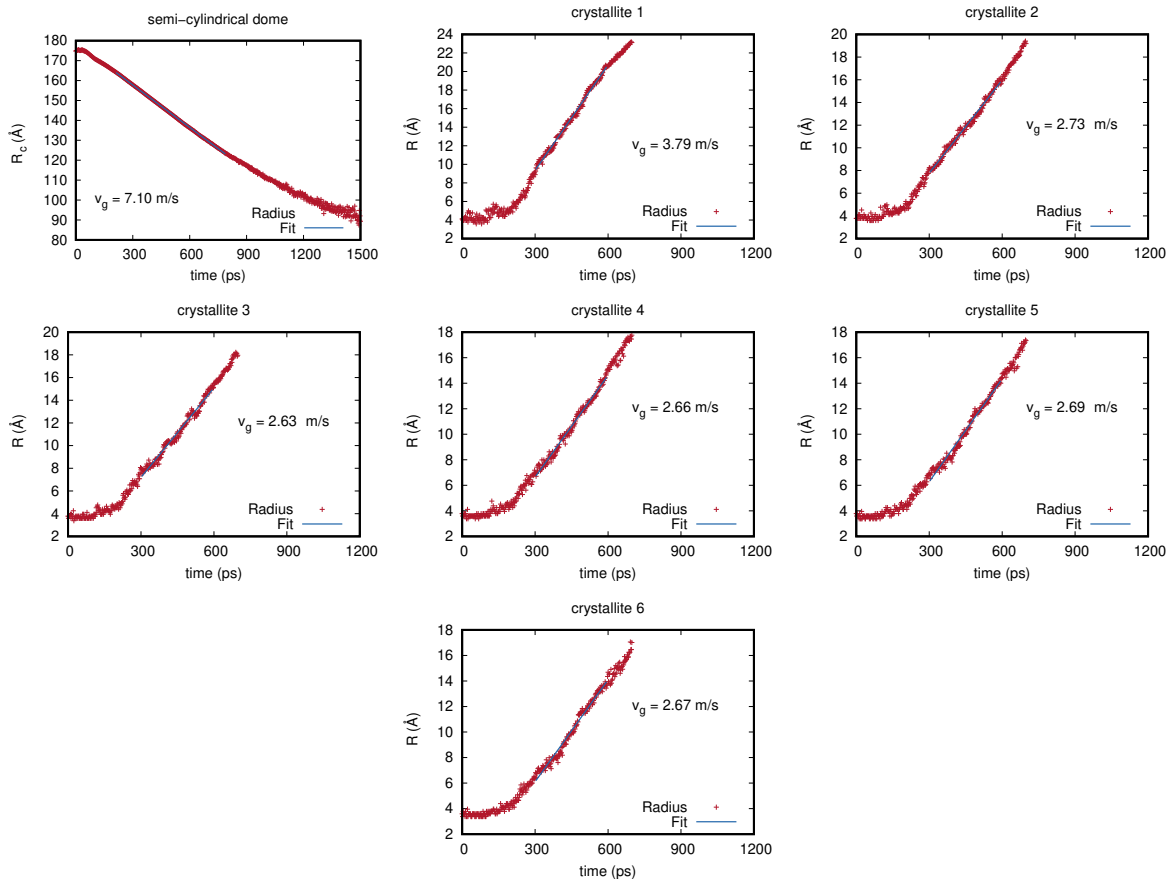 semi-cylindrical dome
180
170
160
150
140
130
120
110
100
90
80
R_c (Å)
v_g = 7.10 m/s
Radius
Fit
0 300 600 900 1200 1500
time (ps)
crystallite 1
24
22
20
18
16
14
12
10
8
6
4
2
R (Å)
v_g = 3.79 m/s
Radius
Fit
0 300 600 900 1200
time (ps)
crystallite 2
20
18
16
14
12
10
8
6
4
2
R (Å)
v_g = 2.73 m/s
Radius
Fit
0 300 600 900 1200
time (ps)
crystallite 3
20
18
16
14
12
10
8
6
4
2
R (Å)
v_g = 2.63 m/s
Radius
Fit
0 300 600 900 1200
time (ps)
crystallite 4
18
16
14
12
10
8
6
4
2
R (Å)
v_g = 2.66 m/s
Radius
Fit
0 300 600 900 1200
time (ps)
crystallite 5
18
16
14
12
10
8
6
4
2
R (Å)
v_g = 2.69 m/s
Radius
Fit
0 300 600 900 1200
time (ps)
crystallite 6
18
16
14
12
10
8
6
4
2
R (Å)
v_g = 2.67 m/s
Radius
Fit
0 300 600 900 1200
time (ps)